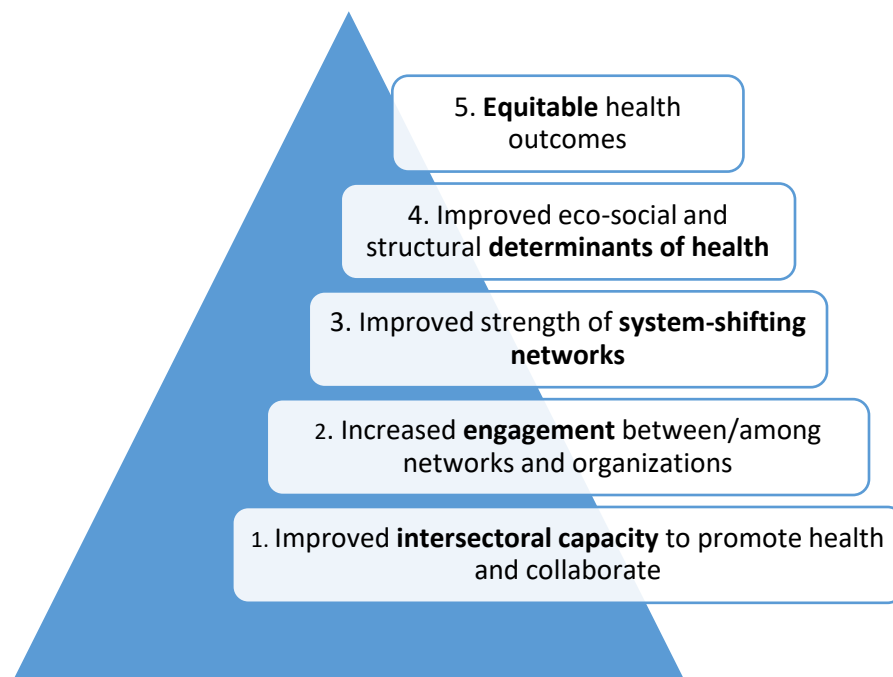 5. Equitable health
outcomes
4. Improved eco-social and
structural determinants of health
3. Improved strength of system-shifting
networks
2. Increased engagement between/among
networks and organizations
1. Improved intersectoral capacity to promote health
and collaborate